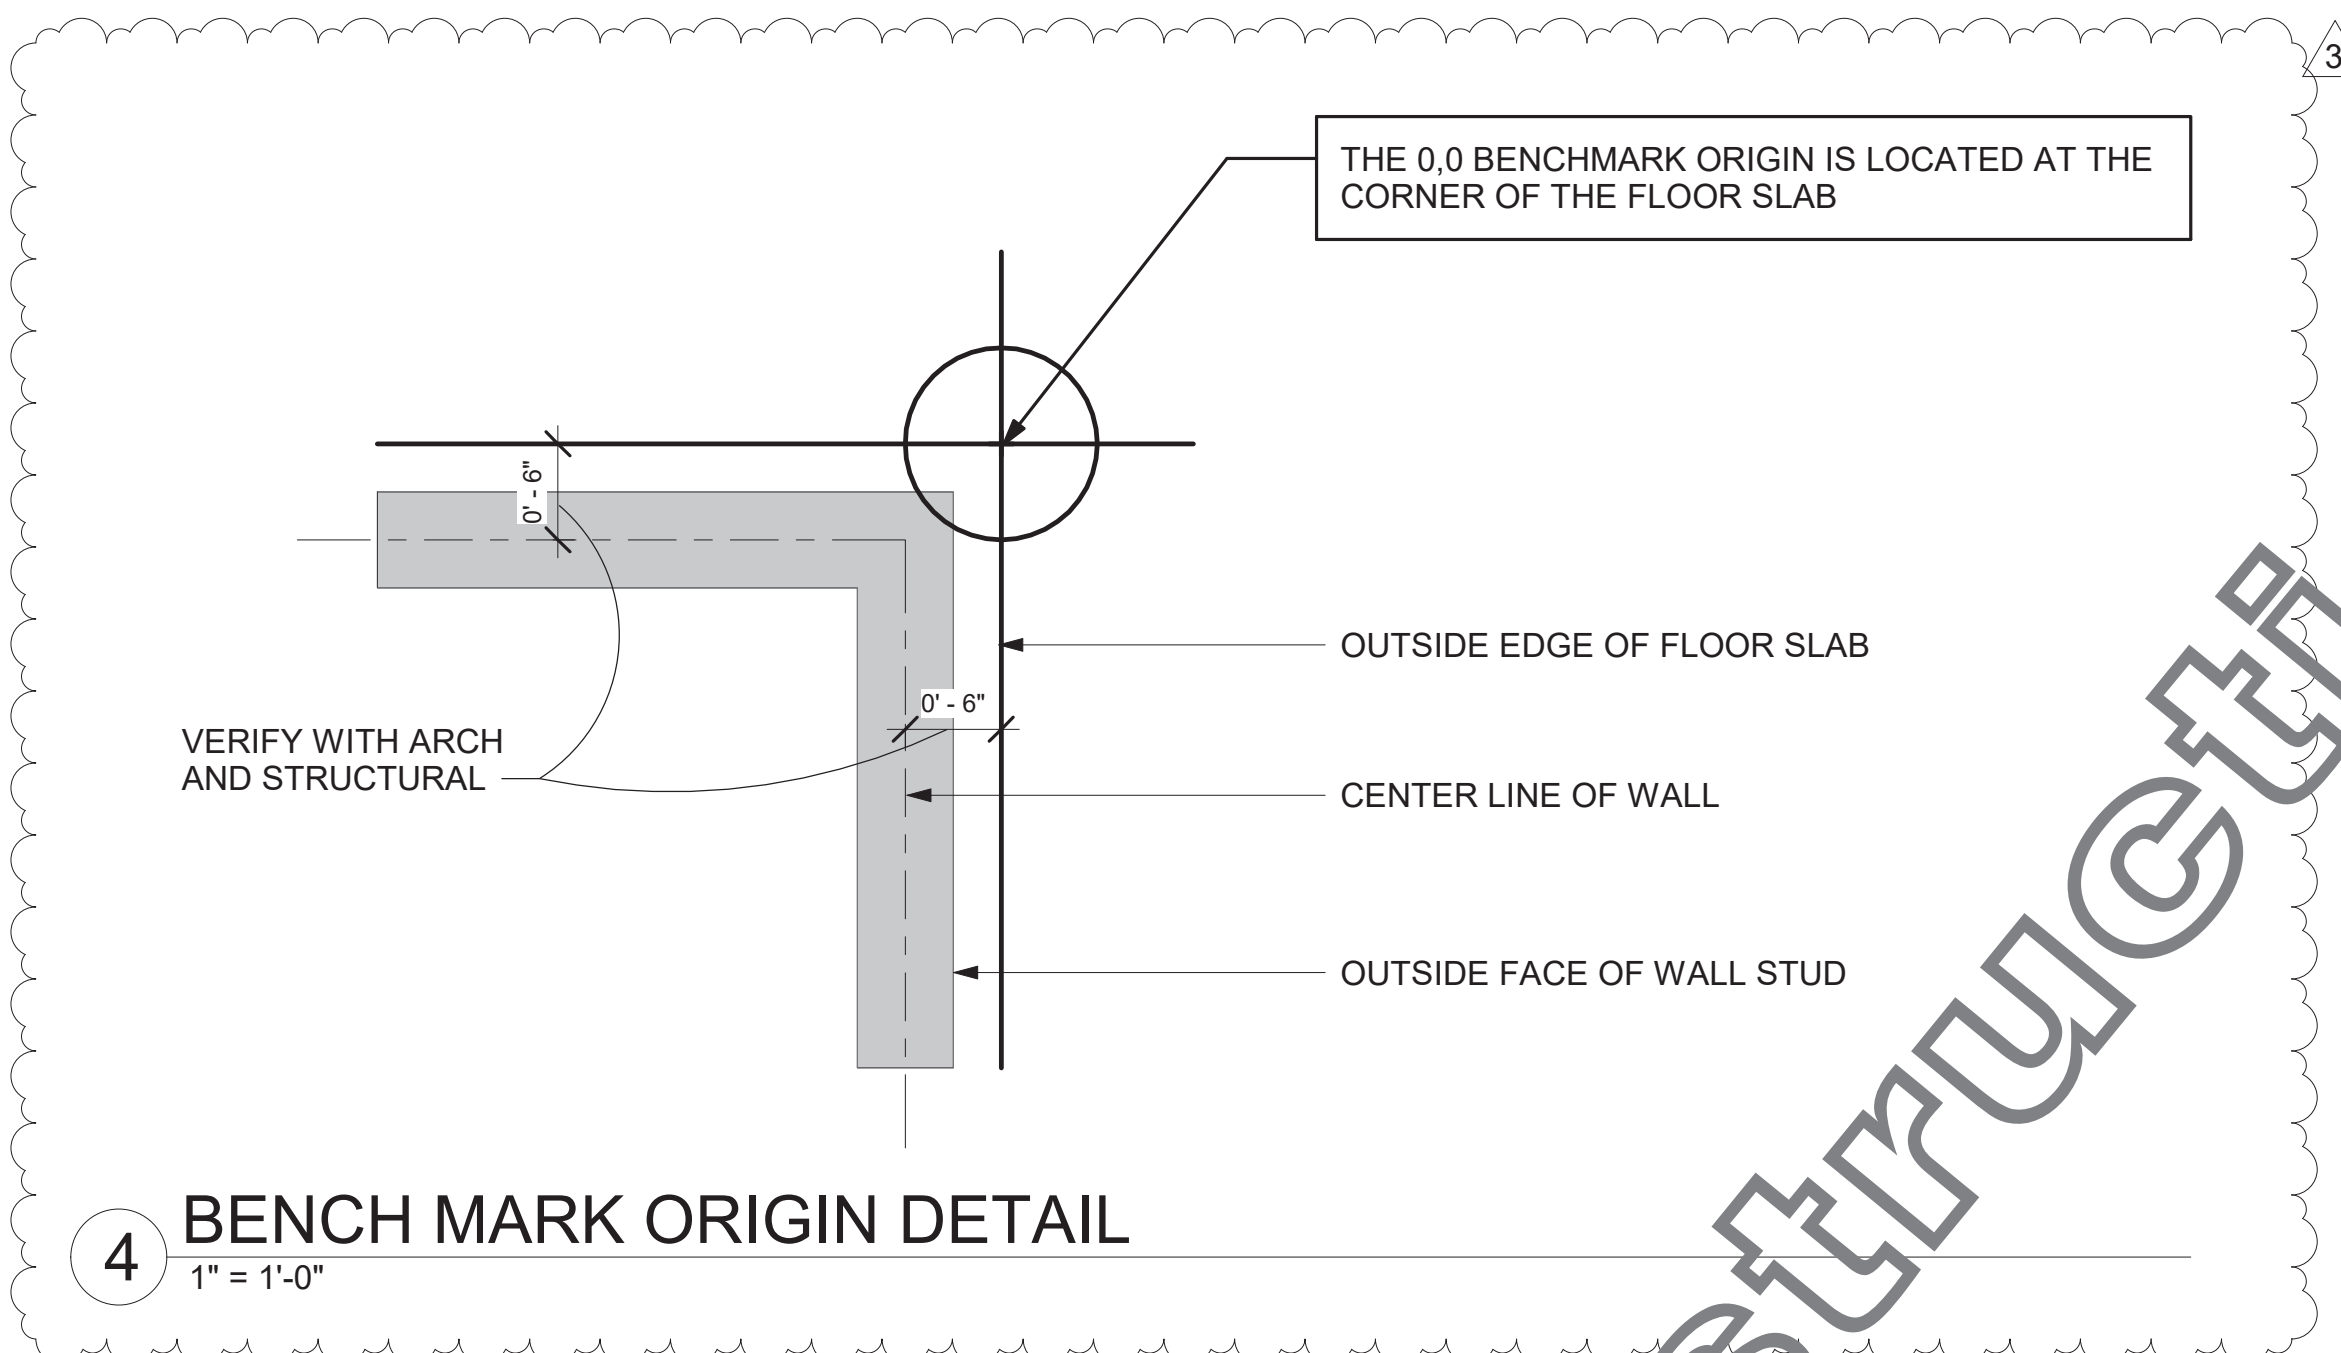 3
THE 0,0 BENCHMARK ORIGIN IS LOCATED AT THE
CORNER OF THE FLOOR SLAB
0' - 6"
OUTSIDE EDGE OF FLOOR SLAB
0' - 6"
VERIFY WITH ARCH
AND STRUCTURAL
CENTER LINE OF WALL
OUTSIDE FACE OF WALL STUD
4
BENCH MARK ORIGIN DETAIL
1" = 1'-0"
structi